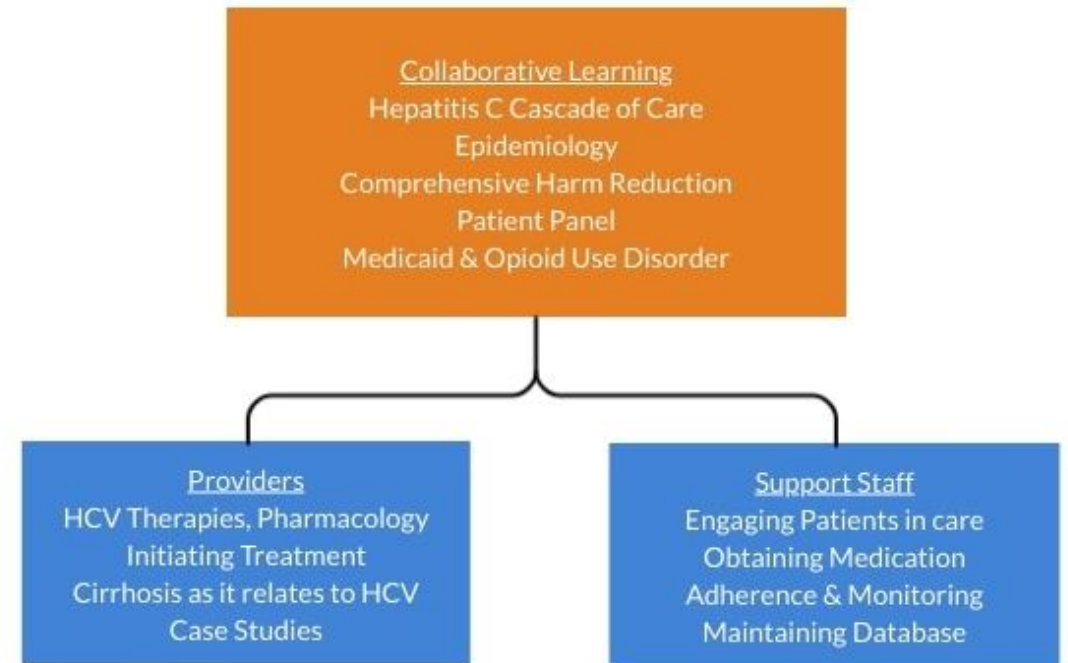 Collaborative Learning
Hepatitis C Cascade of Care
Epidemiology
Comprehensive Harm Reduction
Patient Panel
Medicaid & Opioid Use Disorder
Providers
HCV Therapies, Pharmacology
Initiating Treatment
Cirrhosis as it relates to HCV
Case Studies
Support Staff
Engaging Patients in care
Obtaining Medication
Adherence & Monitoring
Maintaining Database